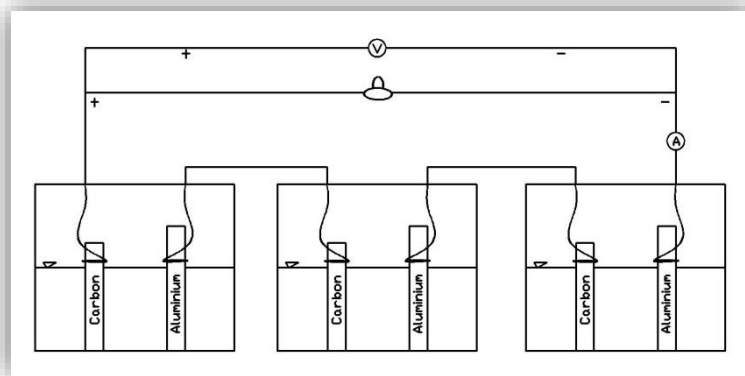 + V −
+ −
A
Carbon Aluminium Carbon Aluminium Carbon Aluminium